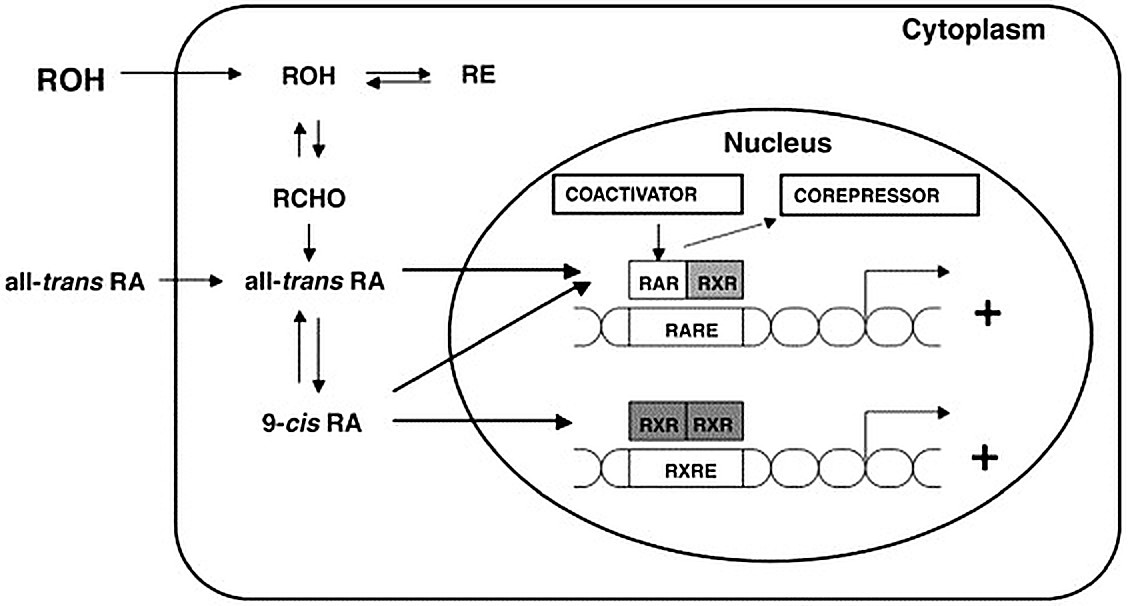 Cytoplasm
ROH
ROH
RE
Nucleus
RCHO
COACTIVATOR
COREPRESSOR
all-trans RA
all-trans RA
RAR
RXR
RARE
+
9-cis RA
RXR
RXR
RXRE
+